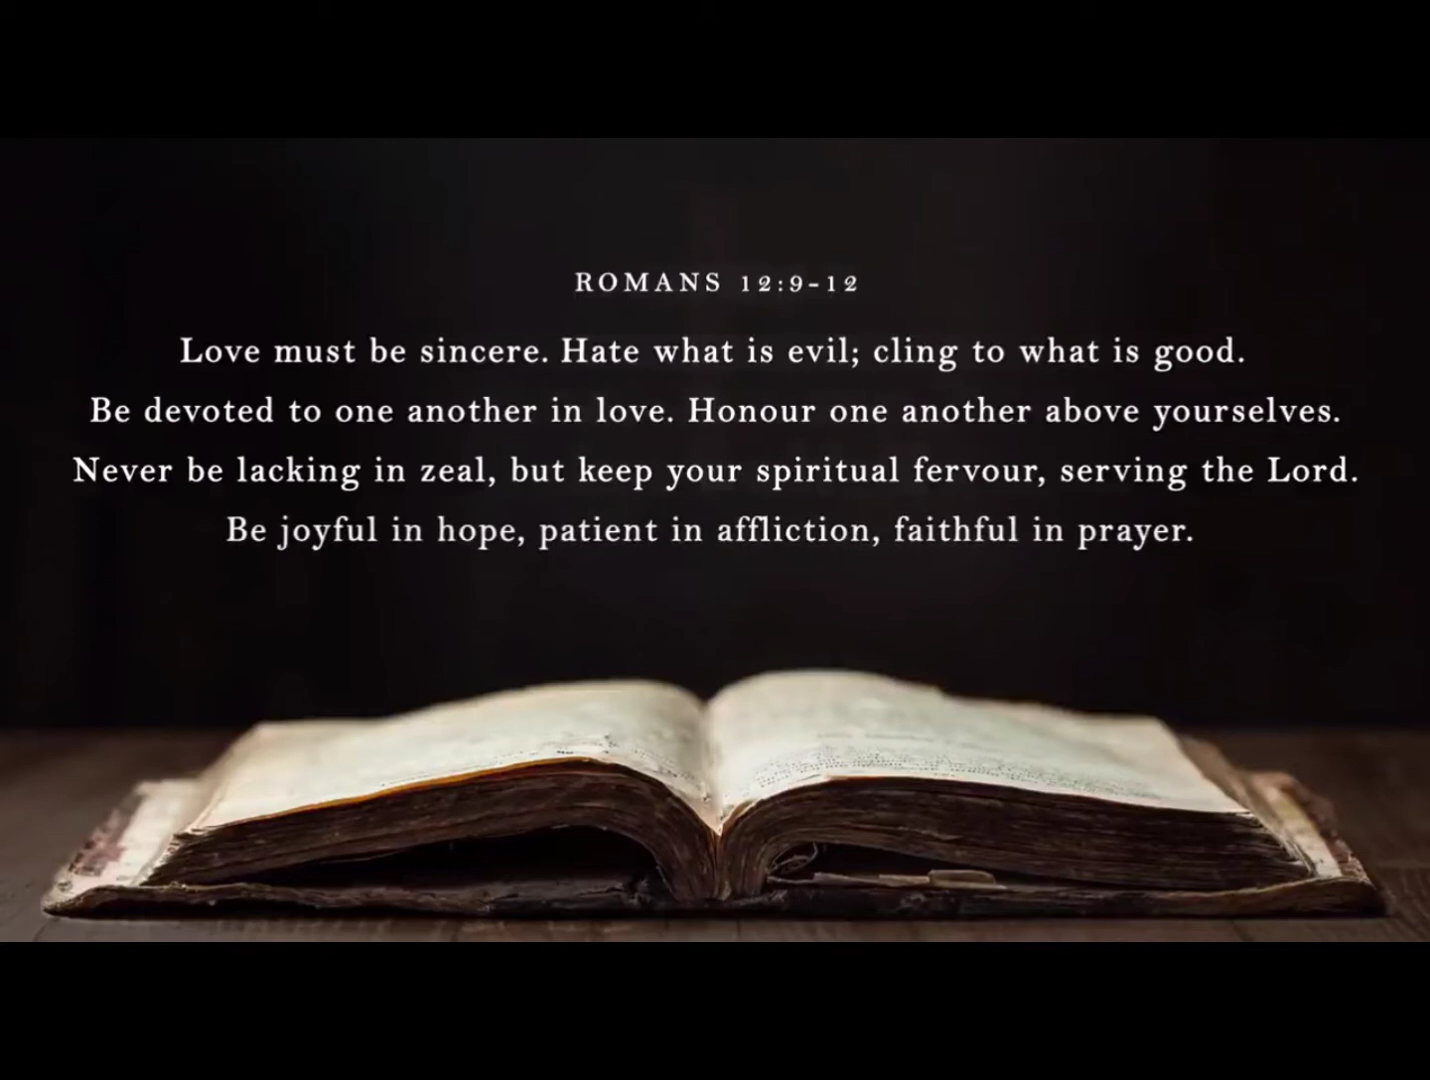 ROMANS 12:9-12
Love must be sincere. Hate what is evil; cling to what is good.
Be devoted to one another in love. Honour one another above yourselves.
Never be lacking in zeal, but keep your spiritual fervour, serving the Lord.
Be joyful in hope, patient in affliction, faithful in prayer.